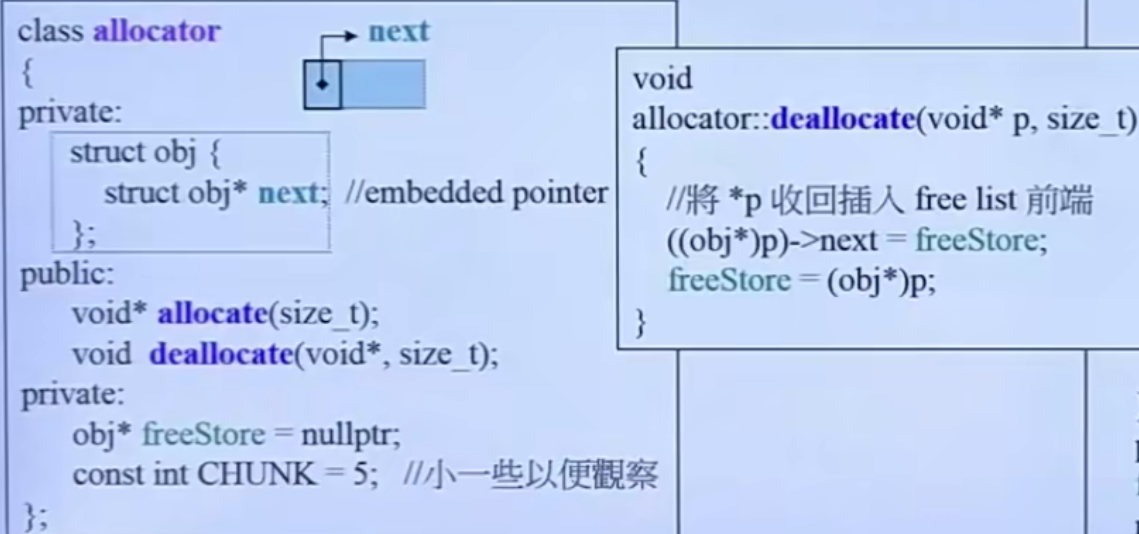 class allocator
next
{
private:
struct obj {
struct obj* next; //embedded pointer
};
public:
void* allocate(size_t);
void deallocate(void*, size_t);
private:
obj* freeStore = nullptr;
const int CHUNK = 5; //小一些以便觀察
};
void
allocator::deallocate(void* p, size_t)
{
//將 *p 收回插入 free list 前端
((obj*)p)->next = freeStore;
freeStore = (obj*)p;
}